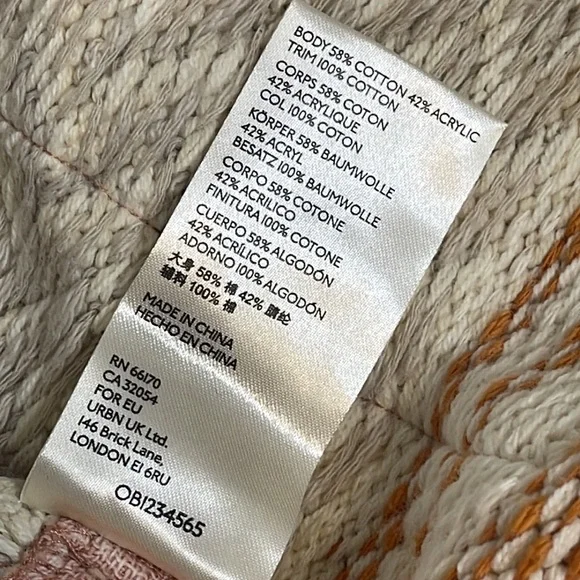 BODY 58% COTTON 42% ACRYLIC
TRIM 100% COTTON
CORPS 58% COTON
42% ACRYLIQUE
COL 100% COTON
KÖRPER 58% BAUMWOLLE
42% ACRYL
BESATZ 100% BAUMWOLLE
CORPO 58% COTONE
42% ACRILICO
FINITURA 100% COTONE
CUERPO 58% ALGODÓN
42% ACRÍLICO
ADORNO 100% ALGODÓN
大身 58% 棉 42% 腈纶
辅料 100% 棉
MADE IN CHINA
HECHO EN CHINA
RN 66170
CA 32054
FOR EU
URBN UK Ltd.
146 Brick Lane,
LONDON E1 6RU
OB1234565